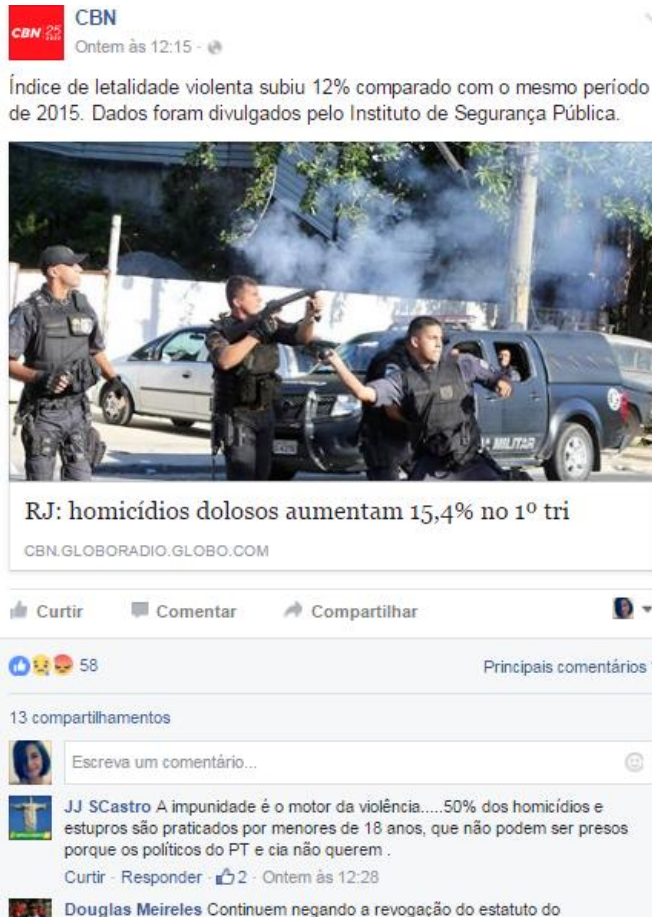 CBN 25
CBN
Ontem às 12:15 ·
Índice de letalidade violenta subiu 12% comparado com o mesmo período
de 2015. Dados foram divulgados pelo Instituto de Segurança Pública.
MILITAR
RJ: homicídios dolosos aumentam 15,4% no 1º tri
CBN.GLOBORADIO.GLOBO.COM
Curtir Comentar Compartilhar
58 Principais comentários
13 compartilhamentos
Escreva um comentário...
JJ SCastro A impunidade é o motor da violência.....50% dos homicídios e
estupros são praticados por menores de 18 anos, que não podem ser presos
porque os políticos do PT e cia não querem .
Curtir · Responder · 2 · Ontem às 12:28
Douglas Meireles Continuem negando a revogação do estatuto do